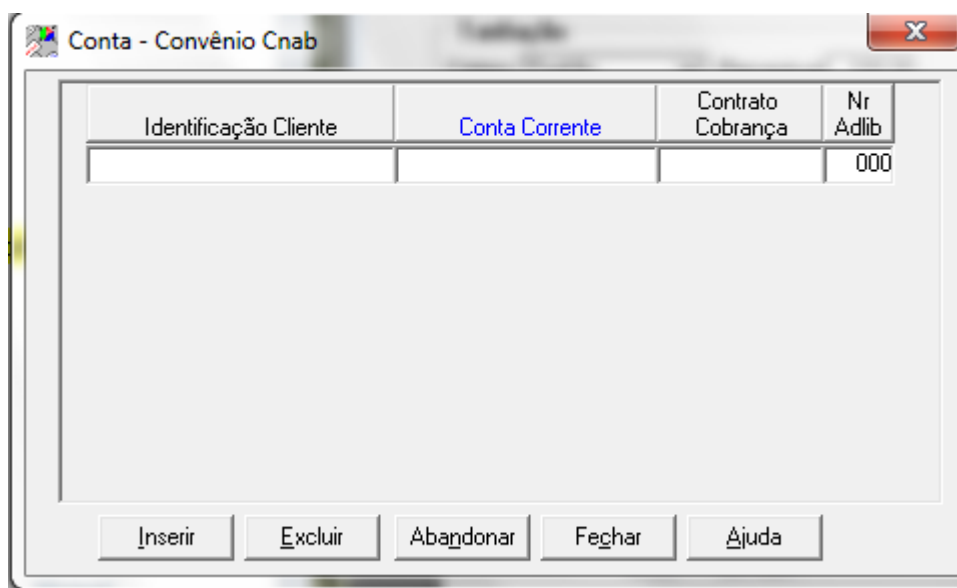 Conta - Convênio Cnab
Identificação Cliente
Conta Corrente
Contrato
Cobrança
Nr
Adlib
000
Inserir
Excluir
Abandonar
Fechar
Ajuda